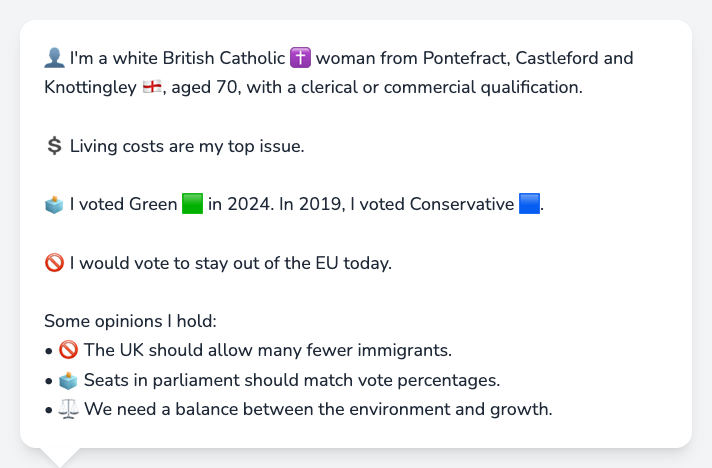 👤 I'm a white British Catholic ✝️ woman from Pontefract, Castleford and
Knottingley 🏴󠁧󠁢󠁥󠁮󠁧󠁿, aged 70, with a clerical or commercial qualification.
💲 Living costs are my top issue.
🗳️ I voted Green 🟩 in 2024. In 2019, I voted Conservative 🟦.
🚫 I would vote to stay out of the EU today.
Some opinions I hold:
• 🚫 The UK should allow many fewer immigrants.
• 🗳️ Seats in parliament should match vote percentages.
• ⚖️ We need a balance between the environment and growth.